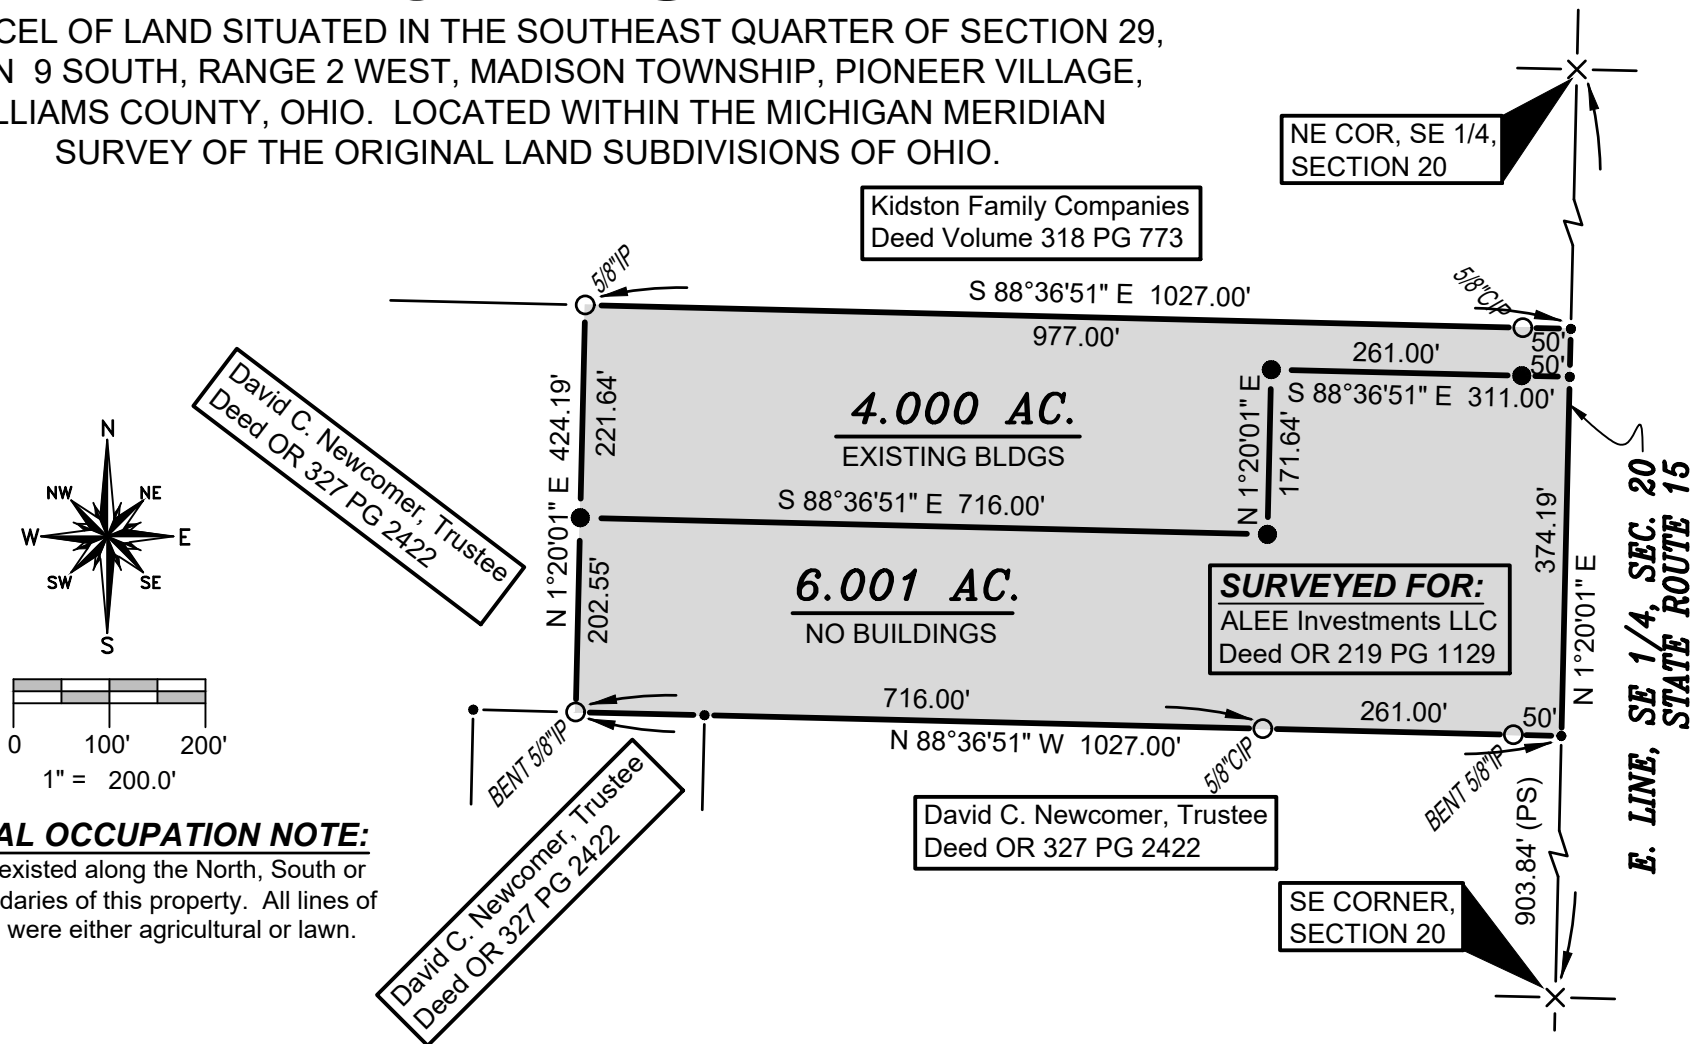 CEL OF LAND SITUATED IN THE SOUTHEAST QUARTER OF SECTION 29,
N 9 SOUTH, RANGE 2 WEST, MADISON TOWNSHIP, PIONEER VILLAGE,
LLIAMS COUNTY, OHIO. LOCATED WITHIN THE MICHIGAN MERIDIAN
SURVEY OF THE ORIGINAL LAND SUBDIVISIONS OF OHIO.
NE COR, SE 1/4,
SECTION 20
Kidston Family Companies
Deed Volume 318 PG 773
5/8"IP
S 88°36'51" E 1027.00'
977.00'
5/8"CIP
50'
50'
261.00'
S 88°36'51" E 311.00'
David C. Newcomer, Trustee
Deed OR 327 PG 2422
N 1°20'01" E 424.19'
221.64'
202.55'
4.000 AC.
EXISTING BLDGS
N 1°20'01" E
171.64'
S 88°36'51" E 716.00'
6.001 AC.
NO BUILDINGS
SURVEYED FOR:
ALEE Investments LLC
Deed OR 219 PG 1129
374.19'
N 1°20'01" E
E. LINE, SE 1/4, SEC. 20
STATE ROUTE 15
N
NW
NE
W
E
SW
SE
S
0 100' 200'
1" = 200.0'
716.00'
261.00'
50'
N 88°36'51" W 1027.00'
BENT 5/8"IP
5/8"CIP
BENT 5/8"IP
David C. Newcomer, Trustee
Deed OR 327 PG 2422
David C. Newcomer, Trustee
Deed OR 327 PG 2422
903.84' (PS)
SE CORNER,
SECTION 20
AL OCCUPATION NOTE:
existed along the North, South or
daries of this property. All lines of
were either agricultural or lawn.